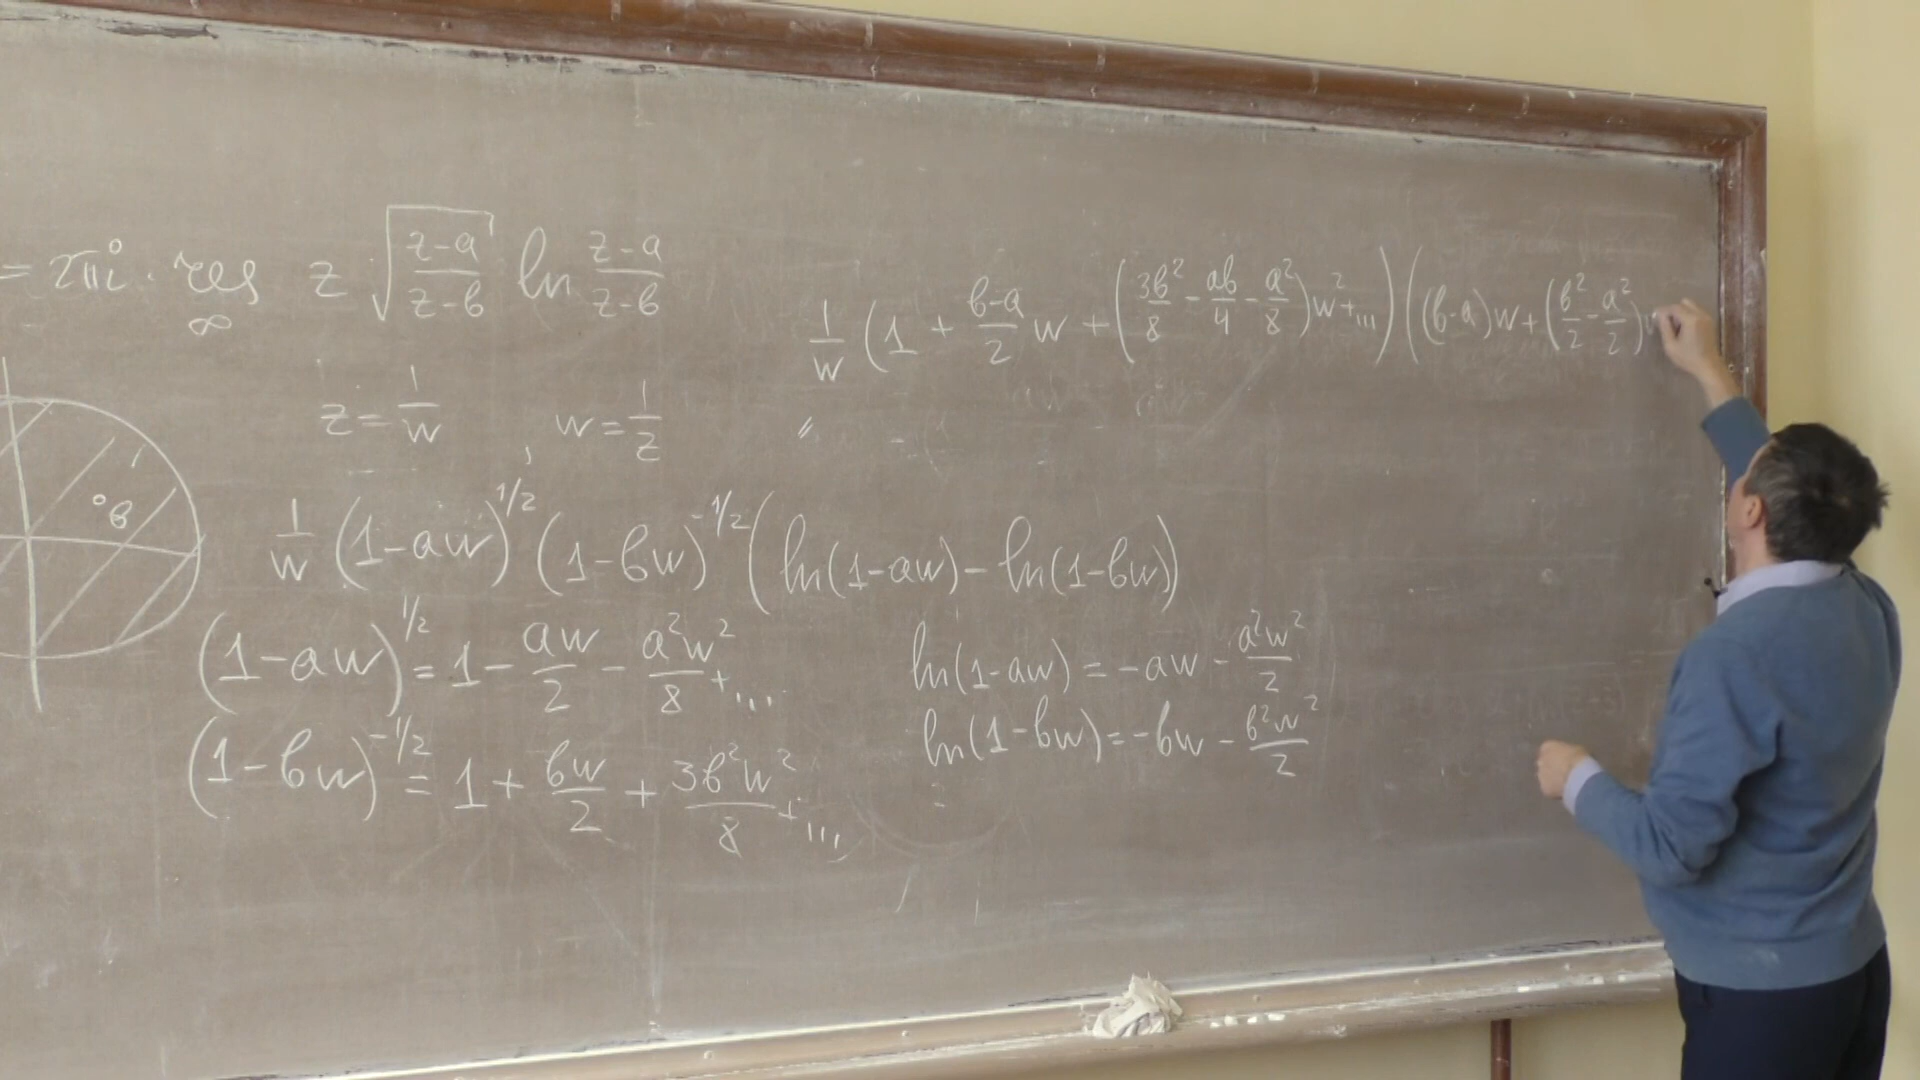 = 2πi · res_∞ z √((z-a)/(z-b)) ln (z-a)/(z-b)
z = 1/w , w = 1/z
b
1/w (1-aw)^1/2 (1-bw)^-1/2 (ln(1-aw) - ln(1-bw))
(1-aw)^1/2 = 1 - aw/2 - a²w²/8 + ...
(1-bw)^-1/2 = 1 + bw/2 + 3b²w²/8 + ...
1/w (1 + (b-a)/2 w + (3b²/8 - ab/4 - a²/8)w² + ...)((b-a)w + (b²/2 - a²/2)
ln(1-aw) = -aw - a²w²/2
ln(1-bw) = -bw - b²w²/2